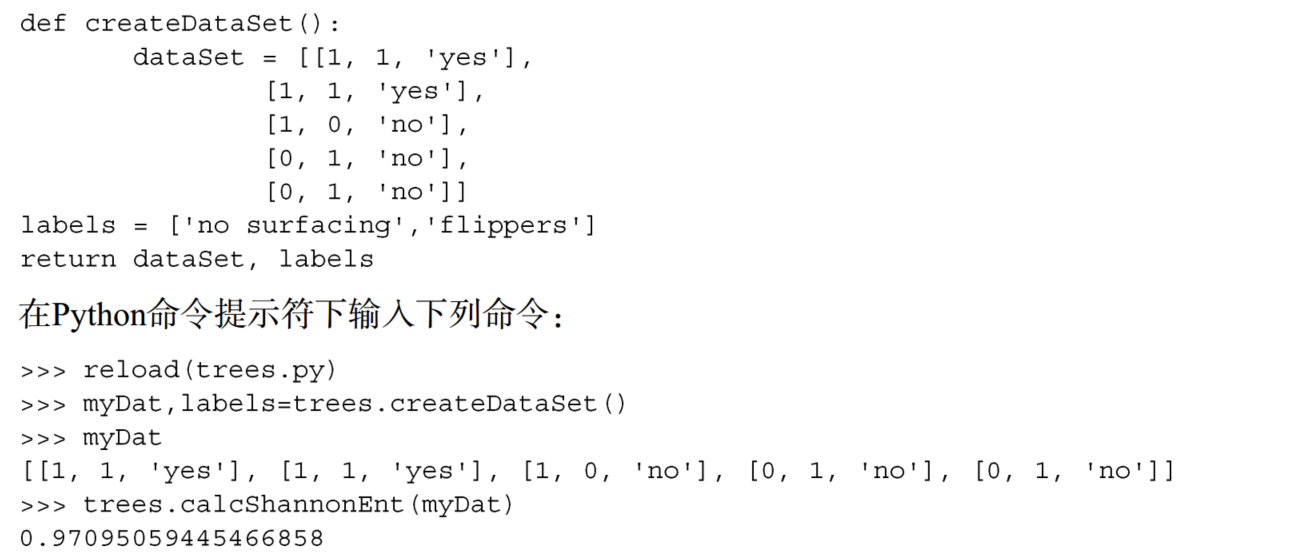 def createDataSet():
       dataSet = [[1, 1, 'yes'],
               [1, 1, 'yes'],
               [1, 0, 'no'],
               [0, 1, 'no'],
               [0, 1, 'no']]
labels = ['no surfacing','flippers']
return dataSet, labels
在Python命令提示符下输入下列命令：
>>> reload(trees.py)
>>> myDat,labels=trees.createDataSet()
>>> myDat
[[1, 1, 'yes'], [1, 1, 'yes'], [1, 0, 'no'], [0, 1, 'no'], [0, 1, 'no']]
>>> trees.calcShannonEnt(myDat)
0.97095059445466858